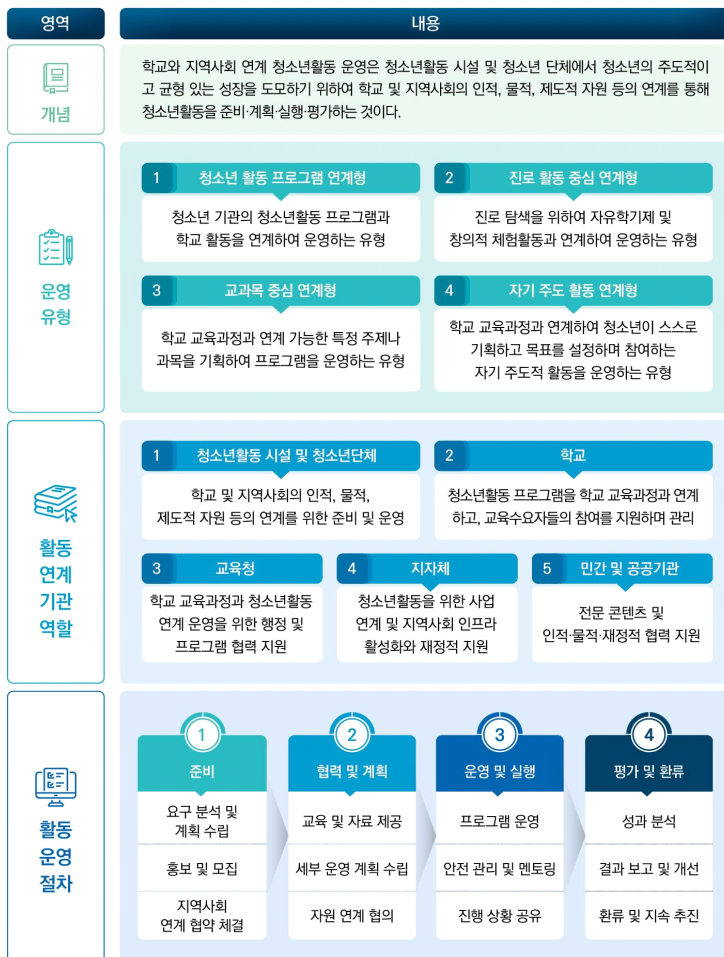 영역
내용
개념
학교와 지역사회 연계 청소년활동 운영은 청소년활동 시설 및 청소년 단체에서 청소년의 주도적이
고 균형 있는 성장을 도모하기 위하여 학교 및 지역사회의 인적, 물적, 제도적 자원 등의 연계를 통해
청소년활동을 준비·계획·실행·평가하는 것이다.
운영
유형
1 청소년 활동 프로그램 연계형
청소년 기관의 청소년활동 프로그램과
학교 활동을 연계하여 운영하는 유형
2 진로 활동 중심 연계형
진로 탐색을 위하여 자유학기제 및
창의적 체험활동과 연계하여 운영하는 유형
3 교과목 중심 연계형
학교 교육과정과 연계 가능한 특정 주제나
과목을 기획하여 프로그램을 운영하는 유형
4 자기 주도 활동 연계형
학교 교육과정과 연계하여 청소년이 스스로
기획하고 목표를 설정하며 참여하는
자기 주도적 활동을 운영하는 유형
활동
연계
기관
역할
1 청소년활동 시설 및 청소년단체
학교 및 지역사회의 인적, 물적,
제도적 자원 등의 연계를 위한 준비 및 운영
2 학교
청소년활동 프로그램을 학교 교육과정과 연계
하고, 교육수요자들의 참여를 지원하며 관리
3 교육청
학교 교육과정과 청소년활동
연계 운영을 위한 행정 및
프로그램 협력 지원
4 지자체
청소년활동을 위한 사업
연계 및 지역사회 인프라
활성화와 재정적 지원
5 민간 및 공공기관
전문 콘텐츠 및
인적·물적·재정적 협력 지원
활동
운영
절차
1
준비
요구 분석 및
계획 수립
홍보 및 모집
지역사회
연계 협약 체결
2
협력 및 계획
교육 및 자료 제공
세부 운영 계획 수립
자원 연계 협의
3
운영 및 실행
프로그램 운영
안전 관리 및 멘토링
진행 상황 공유
4
평가 및 환류
성과 분석
결과 보고 및 개선
환류 및 지속 추진